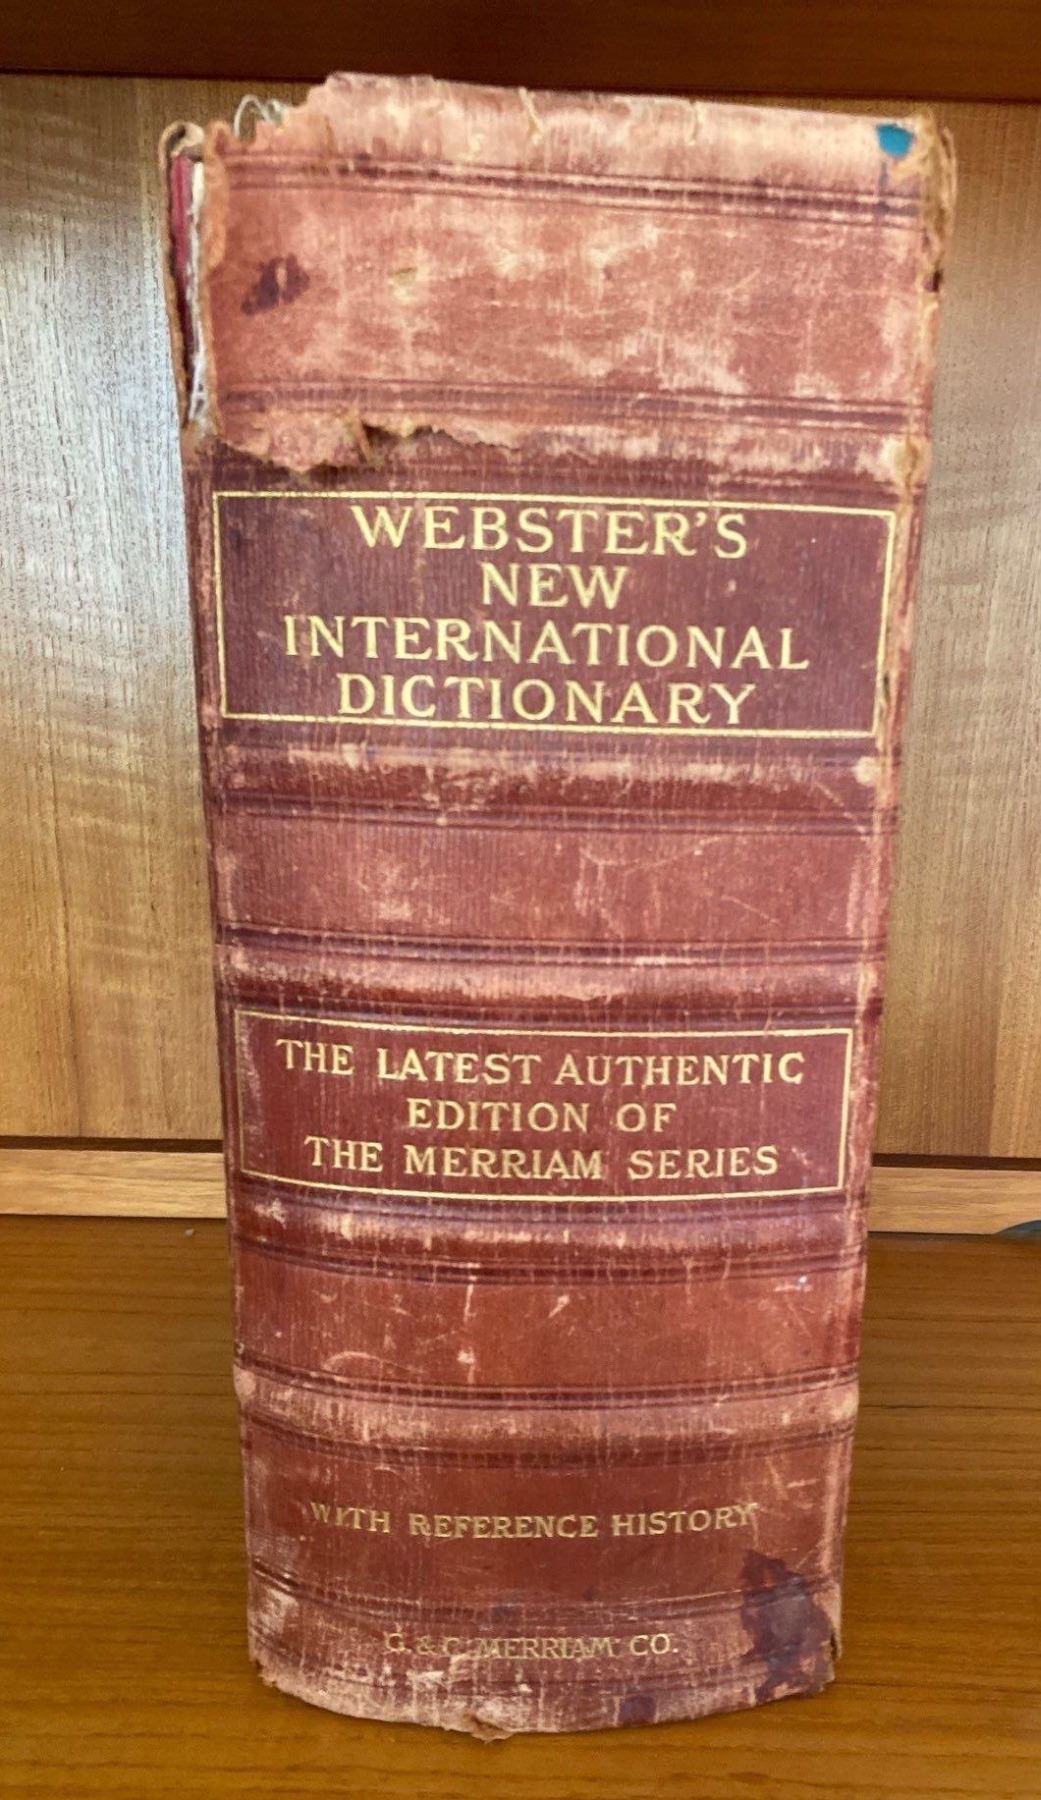 WEBSTER'S
NEW
INTERNATIONAL
DICTIONARY
THE LATEST AUTHENTIC
EDITION OF
THE MERRIAM SERIES
WITH REFERENCE HISTORY
G. & C. MERRIAM CO.